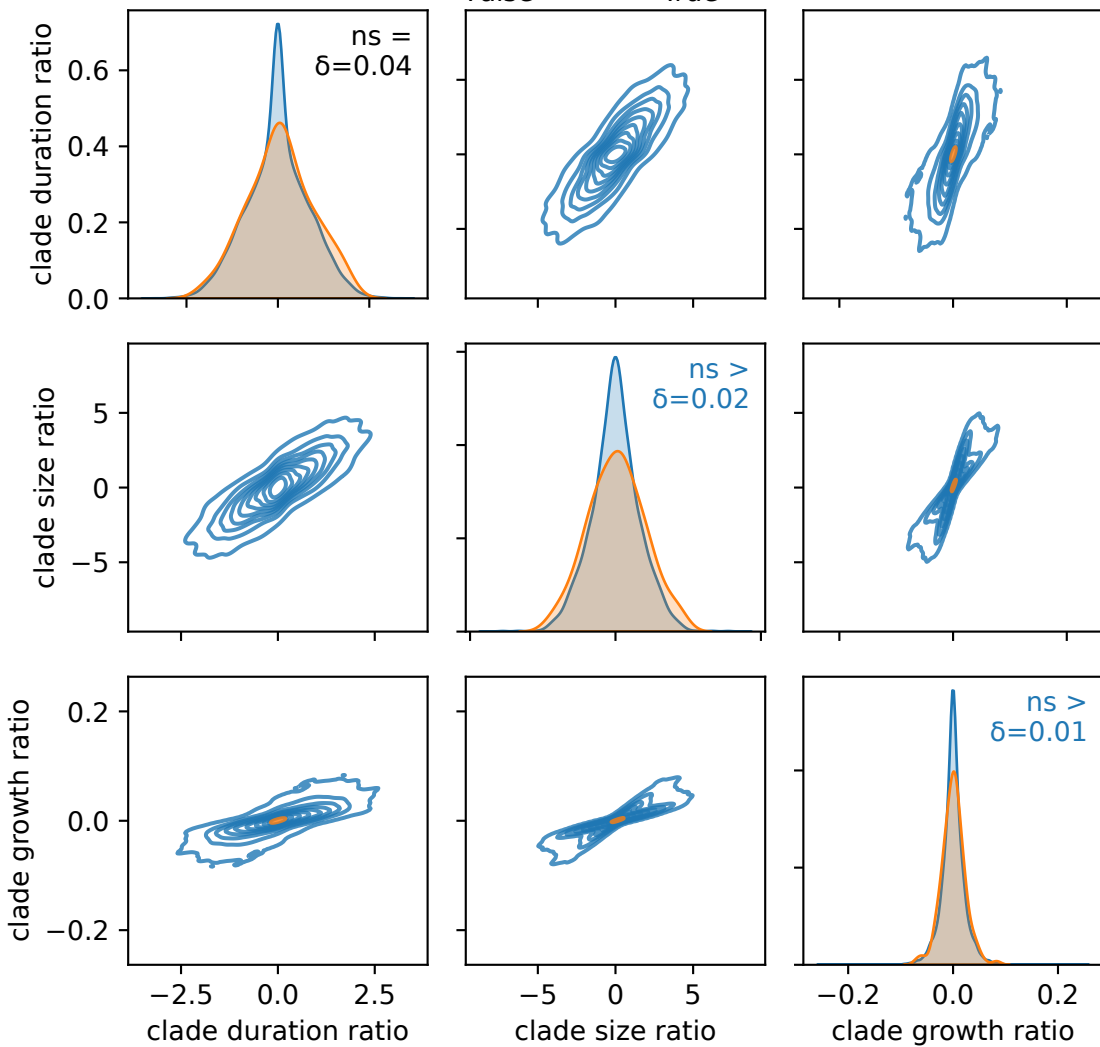 ns =
δ=0.04
clade duration ratio
0.6
0.4
0.2
0.0
ns >
δ=0.02
clade size ratio
5
0
−5
ns >
δ=0.01
clade growth ratio
0.2
0.0
−0.2
−2.5 0.0 2.5
−5 0 5
−0.2 0.0 0.2
clade duration ratio
clade size ratio
clade growth ratio